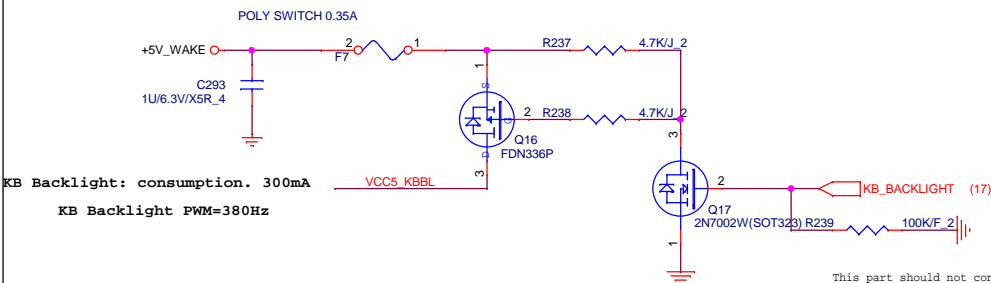 POLY SWITCH 0.35A
+5V_WAKE
2
1
F7
R237
4.7K/J_2
C293
1U/6.3V/X5R_4
1
S
G
2
R238
4.7K/J_2
Q16
FDN336P
D
3
3
KB Backlight: consumption. 300mA
VCC5_KBBL
KB Backlight PWM=380Hz
2
KB_BACKLIGHT (17)
Q17
2N7002W(SOT323)
R239
100K/F_2
1
This part should not con